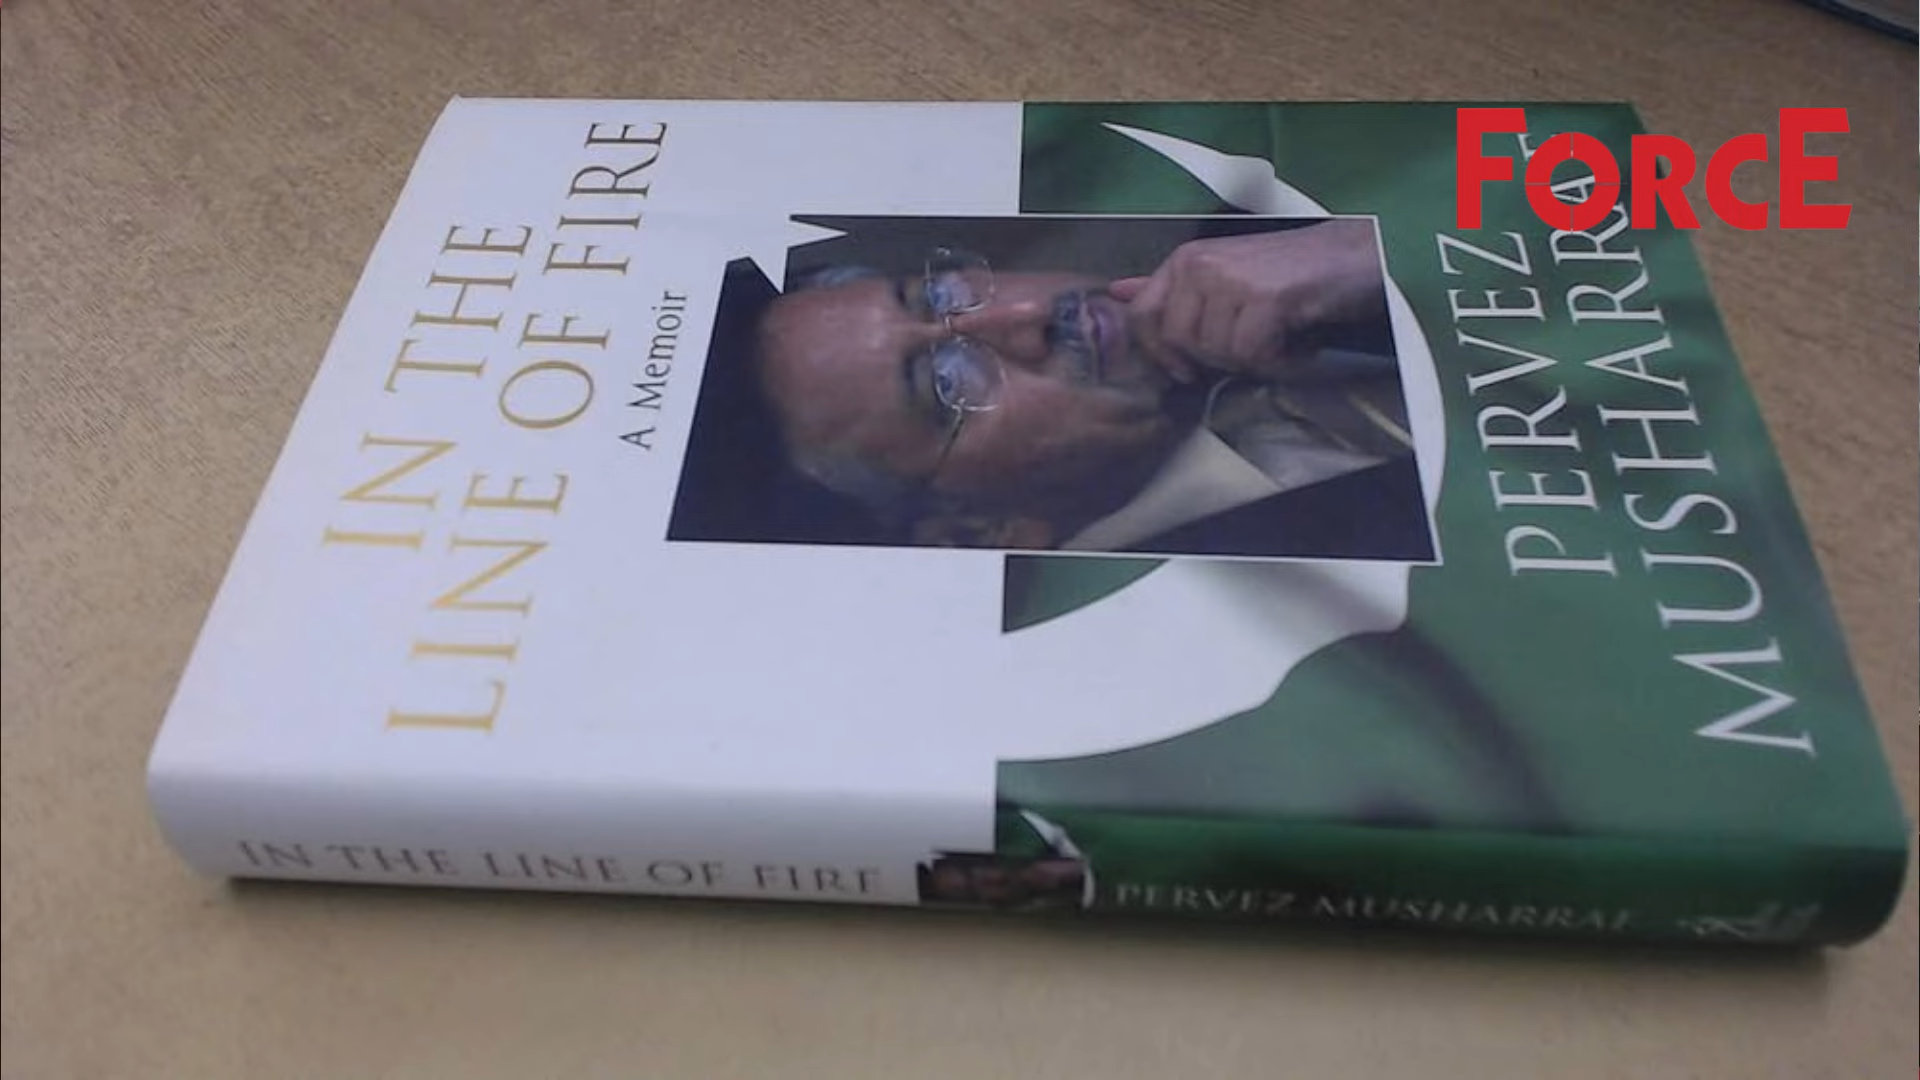 IN THE
LINE OF FIRE
A Memoir
PERVEZ
MUSHARRAF
FORCE
IN THE LINE OF FIRE
PERVEZ MUSHARRAF